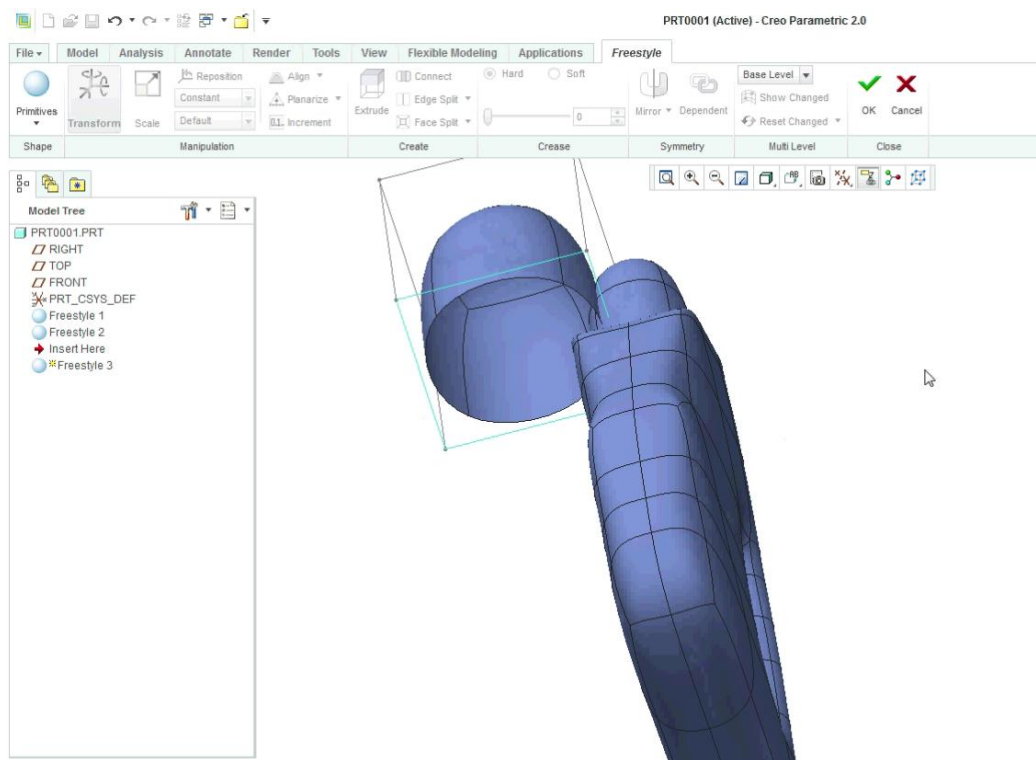 PRT0001 (Active) - Creo Parametric 2.0
File Model Analysis Annotate Render Tools View Flexible Modeling Applications Freestyle
Reposition Align Connect Hard Soft Base Level
Constant Planarize Edge Split Show Changed
Primitives Transform Scale Default 0.1. Increment Extrude Face Split 0 Mirror Dependent Reset Changed OK Cancel
Shape Manipulation Create Crease Symmetry Multi Level Close
Model Tree
PRT0001.PRT
RIGHT
TOP
FRONT
PRT_CSYS_DEF
Freestyle 1
Freestyle 2
Insert Here
Freestyle 3